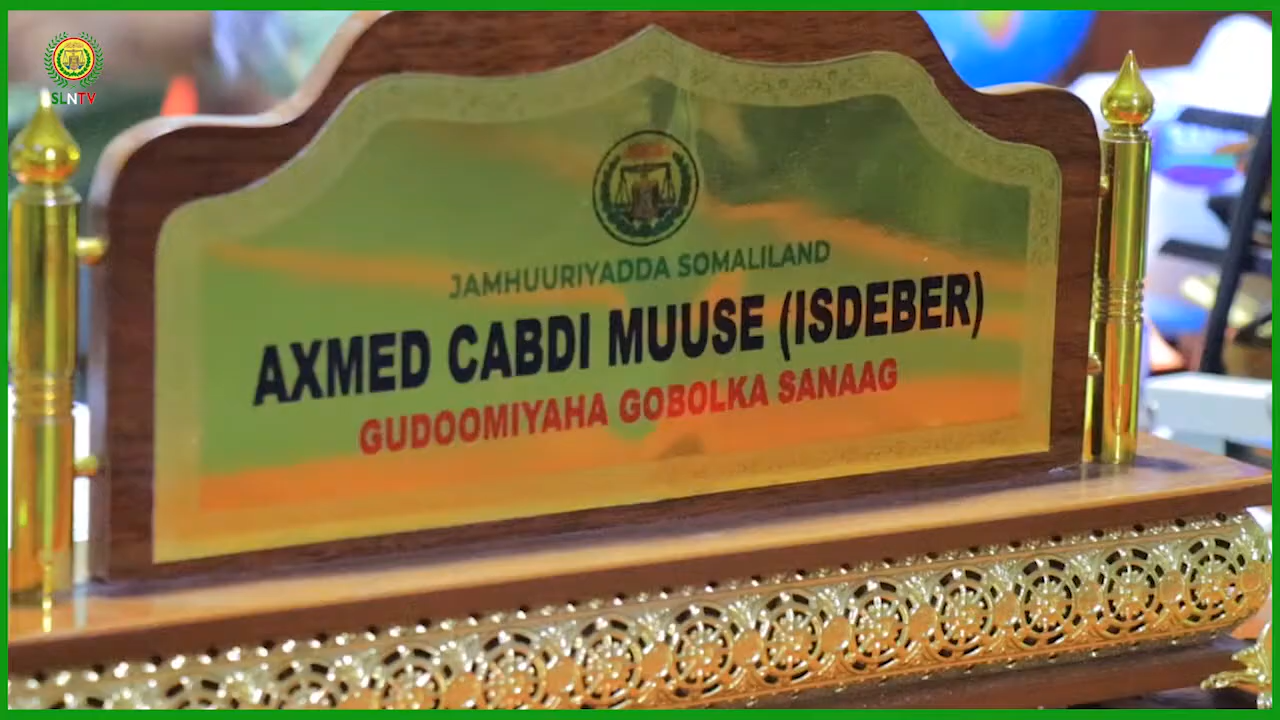 SLNTV
JAMHUURIYADDA SOMALILAND
AXMED CABDI MUUSE (ISDEBER)
GUDOOMIYAHA GOBOLKA SANAAG